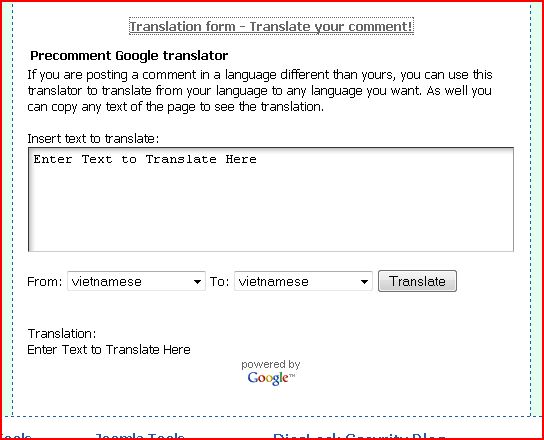 Translation form - Translate your comment!
Precomment Google translator
If you are posting a comment in a language different than yours, you can use this
translator to translate from your language to any language you want. As well you
can copy any text of the page to see the translation.
Insert text to translate:
Enter Text to Translate Here
From: vietnamese To: vietnamese Translate
Translation:
Enter Text to Translate Here
powered by
Google™
Tools Joomla Tools